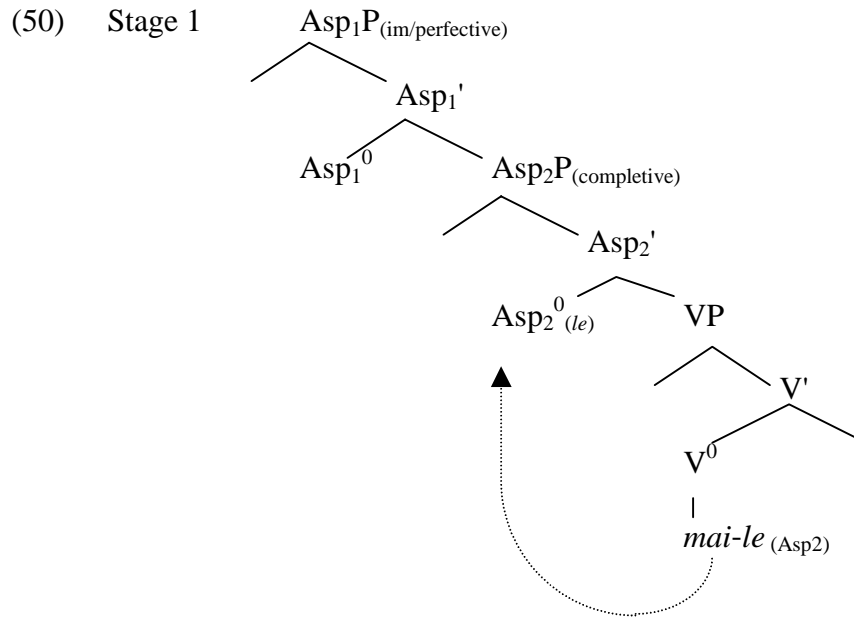 (50) Stage 1 Asp₁P(im/perfective)
Asp₁'
Asp₁⁰ Asp₂P(completive)
Asp₂'
Asp₂⁰(le) VP
V'
V⁰
mai-le (Asp2)